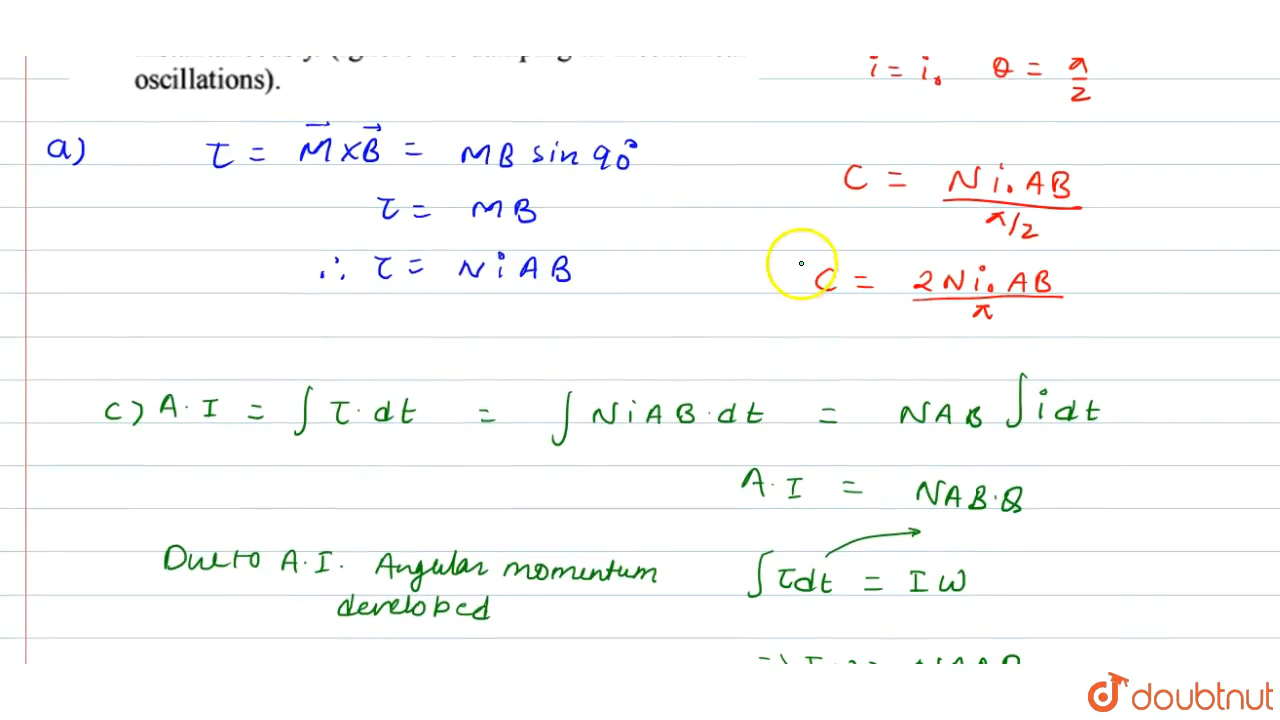 oscillations).
i = i₀ θ = π/2
a) τ = M⃗ × B⃗ = MB sin 90°
τ = MB
∴ τ = NiAB
C = Ni₀AB / π/2
C = 2Ni₀AB / π
c) A.I = ∫ τ.dt = ∫ NiAB.dt = NAB ∫ i dt
A.I = NAB.Q
Due to A.I. Angular momentum
developed
∫ τdt = Iω
doubtnut